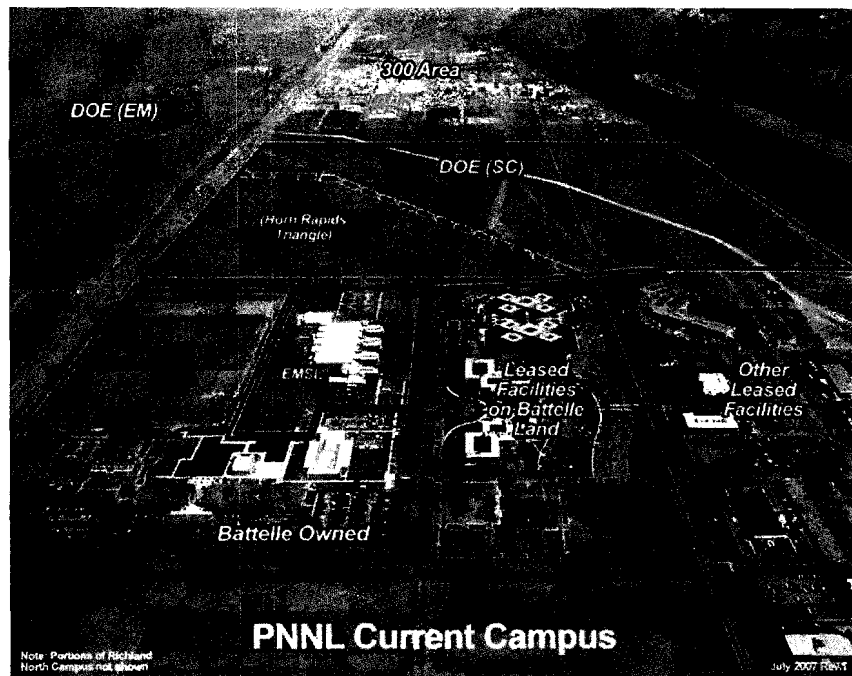 300 Area
DOE (EM)
DOE (SC)
(Horn Rapids
Triangle)
EMSL
Leased
Facilities
on Battelle
Land
Other
Leased
Facilities
Battelle Owned
PNNL Current Campus
Note: Portions of Richland
North Campus not shown
July 2007 Rev.1